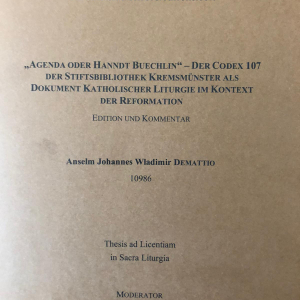 „AGENDA ODER HANNDT BUECHLIN“ – DER CODEX 107
DER STIFTSBIBLIOTHEK KREMSMÜNSTER ALS
DOKUMENT KATHOLISCHER LITURGIE IM KONTEXT
DER REFORMATION
EDITION UND KOMMENTAR
Anselm Johannes Wladimir DEMATTIO
10986
Thesis ad Licentiam
in Sacra Liturgia
MODERATOR